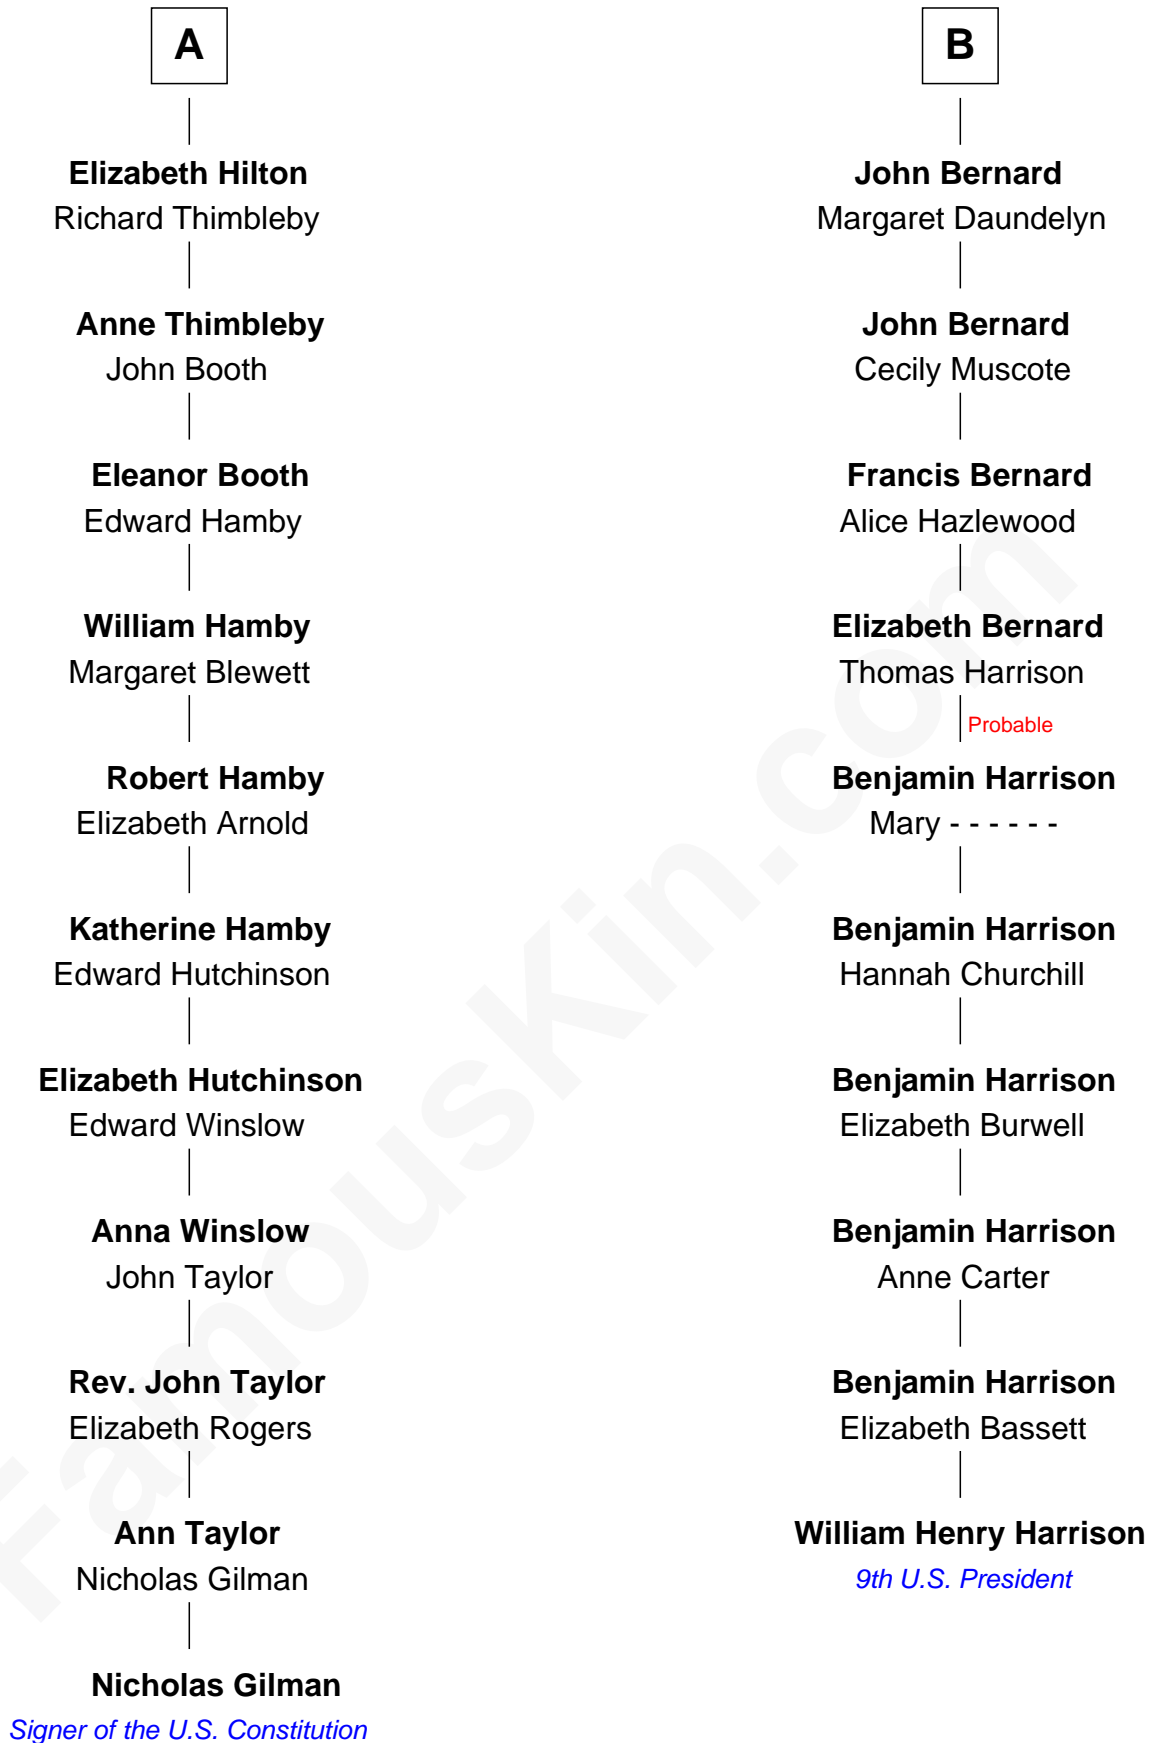 A
Elizabeth Hilton
Richard Thimbleby
Anne Thimbleby
John Booth
Eleanor Booth
Edward Hamby
William Hamby
Margaret Blewett
Robert Hamby
Elizabeth Arnold
Katherine Hamby
Edward Hutchinson
Elizabeth Hutchinson
Edward Winslow
Anna Winslow
John Taylor
Rev. John Taylor
Elizabeth Rogers
Ann Taylor
Nicholas Gilman
Nicholas Gilman
Signer of the U.S. Constitution
B
John Bernard
Margaret Daundelyn
John Bernard
Cecily Muscote
Francis Bernard
Alice Hazlewood
Elizabeth Bernard
Thomas Harrison
Probable
Benjamin Harrison
Mary - - - - - -
Benjamin Harrison
Hannah Churchill
Benjamin Harrison
Elizabeth Burwell
Benjamin Harrison
Anne Carter
Benjamin Harrison
Elizabeth Bassett
William Henry Harrison
9th U.S. President
FamousKin.com